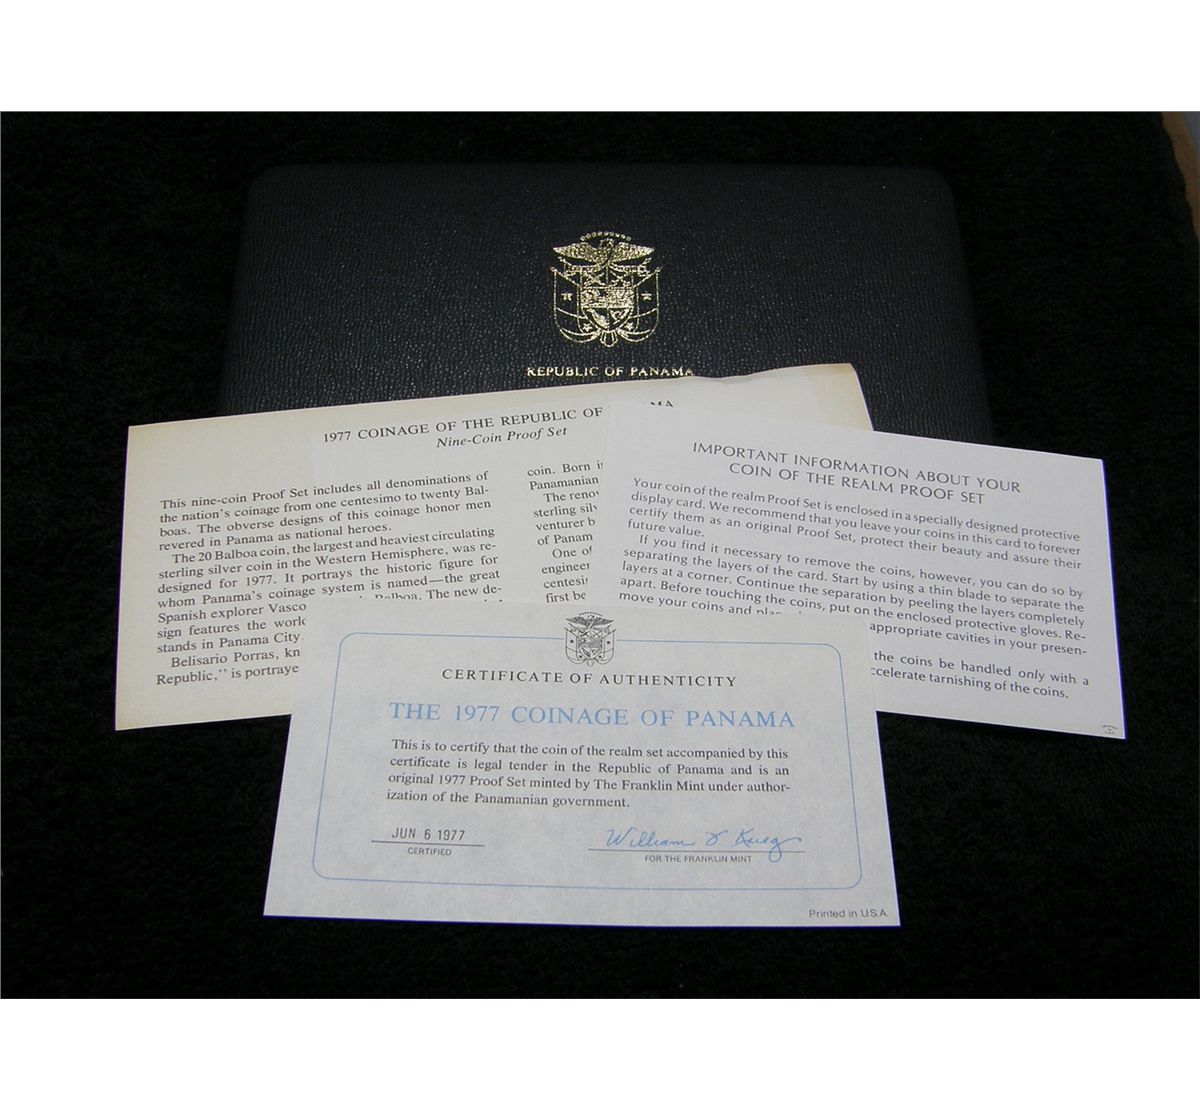 REPUBLIC OF PANAMA
1977 COINAGE OF THE REPUBLIC OF
Nine-Coin Proof Set
This nine-coin Proof Set includes all denominations of
the nation's coinage from one centesimo to twenty Bal-
boas. The obverse designs of this coinage honor men
revered in Panama as national heroes.
The 20 Balboa coin, the largest and heaviest circulating
sterling silver coin in the Western Hemisphere, was re-
designed for 1977. It portrays the historic figure for
whom Panama's coinage system is named—the great
Spanish explorer Vasco Balboa. The new de-
sign features the world
stands in Panama City.
Belisario Porras, kn
Republic," is portraye
coin. Born i
Panamanian
The reno
sterling sil
venturer b
of Panam
One of
engineer
centesi
first be
IMPORTANT INFORMATION ABOUT YOUR
COIN OF THE REALM PROOF SET
Your coin of the realm Proof Set is enclosed in a specially designed protective
display card. We recommend that you leave your coins in this card to forever
certify them as an original Proof Set, protect their beauty and assure their
future value.
If you find it necessary to remove the coins, however, you can do so by
separating the layers of the card. Start by using a thin blade to separate the
layers at a corner. Continue the separation by peeling the layers completely
apart. Before touching the coins, put on the enclosed protective gloves. Re-
move your coins and appropriate cavities in your presen-
the coins be handled only with a
ccelerate tarnishing of the coins.
CERTIFICATE OF AUTHENTICITY
THE 1977 COINAGE OF PANAMA
This is to certify that the coin of the realm set accompanied by this
certificate is legal tender in the Republic of Panama and is an
original 1977 Proof Set minted by The Franklin Mint under author-
ization of the Panamanian government.
JUN 6 1977
CERTIFIED
William Krieg
FOR THE FRANKLIN MINT
Printed in U.S.A.